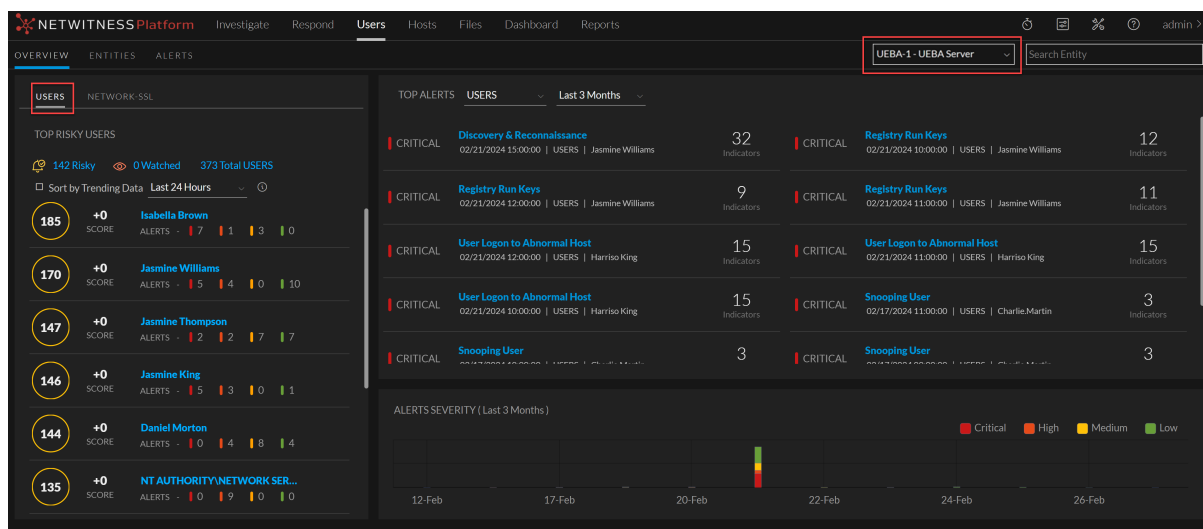 NETWITNESS Platform Investigate Respond Users Hosts Files Dashboard Reports admin >
OVERVIEW ENTITIES ALERTS UEBA-1 - UEBA Server Search Entity
USERS NETWORK-SSL
TOP RISKY USERS
142 Risky 0 Watched 373 Total USERS
Sort by Trending Data Last 24 Hours
185 +0 SCORE Isabella Brown
ALERTS - 7 1 3 0
170 +0 SCORE Jasmine Williams
ALERTS - 5 4 0 10
147 +0 SCORE Jasmine Thompson
ALERTS - 2 2 7 7
146 +0 SCORE Jasmine King
ALERTS - 5 3 0 1
144 +0 SCORE Daniel Morton
ALERTS - 0 4 8 4
135 +0 SCORE NT AUTHORITY\NETWORK SER...
ALERTS - 0 9 0 0
TOP ALERTS USERS Last 3 Months
CRITICAL Discovery & Reconnaissance 32
02/21/2024 15:00:00 | USERS | Jasmine Williams Indicators
CRITICAL Registry Run Keys 12
02/21/2024 10:00:00 | USERS | Jasmine Williams Indicators
CRITICAL Registry Run Keys 9
02/21/2024 12:00:00 | USERS | Jasmine Williams Indicators
CRITICAL Registry Run Keys 11
02/21/2024 11:00:00 | USERS | Jasmine Williams Indicators
CRITICAL User Logon to Abnormal Host 15
02/21/2024 12:00:00 | USERS | Harriso King Indicators
CRITICAL User Logon to Abnormal Host 15
02/21/2024 11:00:00 | USERS | Harriso King Indicators
CRITICAL User Logon to Abnormal Host 15
02/21/2024 10:00:00 | USERS | Harriso King Indicators
CRITICAL Snooping User 3
02/17/2024 11:00:00 | USERS | Charlie.Martin Indicators
CRITICAL Snooping User 3
CRITICAL Snooping User 3
ALERTS SEVERITY ( Last 3 Months )
Critical High Medium Low
12-Feb 17-Feb 20-Feb 22-Feb 24-Feb 26-Feb